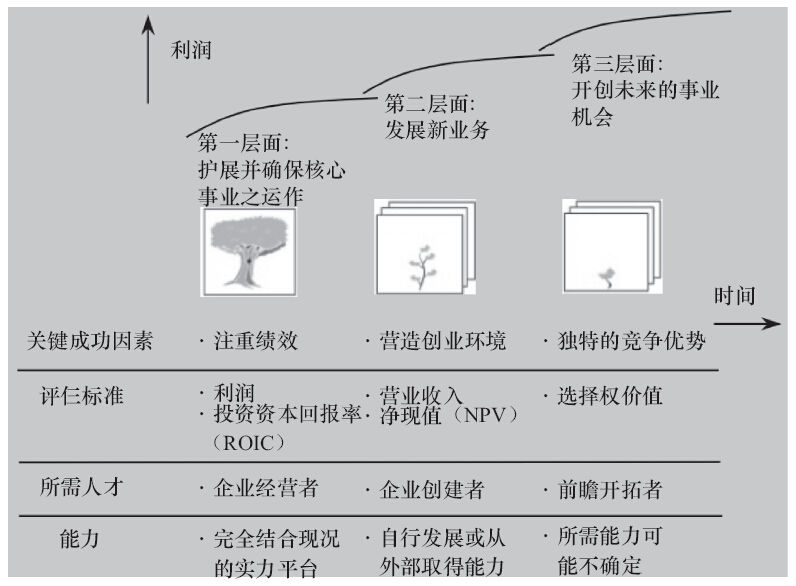 利润
第一层面：
护展并确保核心
事业之运作
第二层面：
发展新业务
第三层面：
开创未来的事业
机会
时间
关键成功因素
· 注重绩效
· 营造创业环境
· 独特的竞争优势
评仨标准
· 利润
· 投资资本回报率
（ROIC）
· 营业收入
· 净现值（NPV）
· 选择权价值
所需人才
· 企业经营者
· 企业创建者
· 前瞻开拓者
能力
· 完全结合现况
的实力平台
· 自行发展或从
外部取得能力
· 所需能力可
能不确定